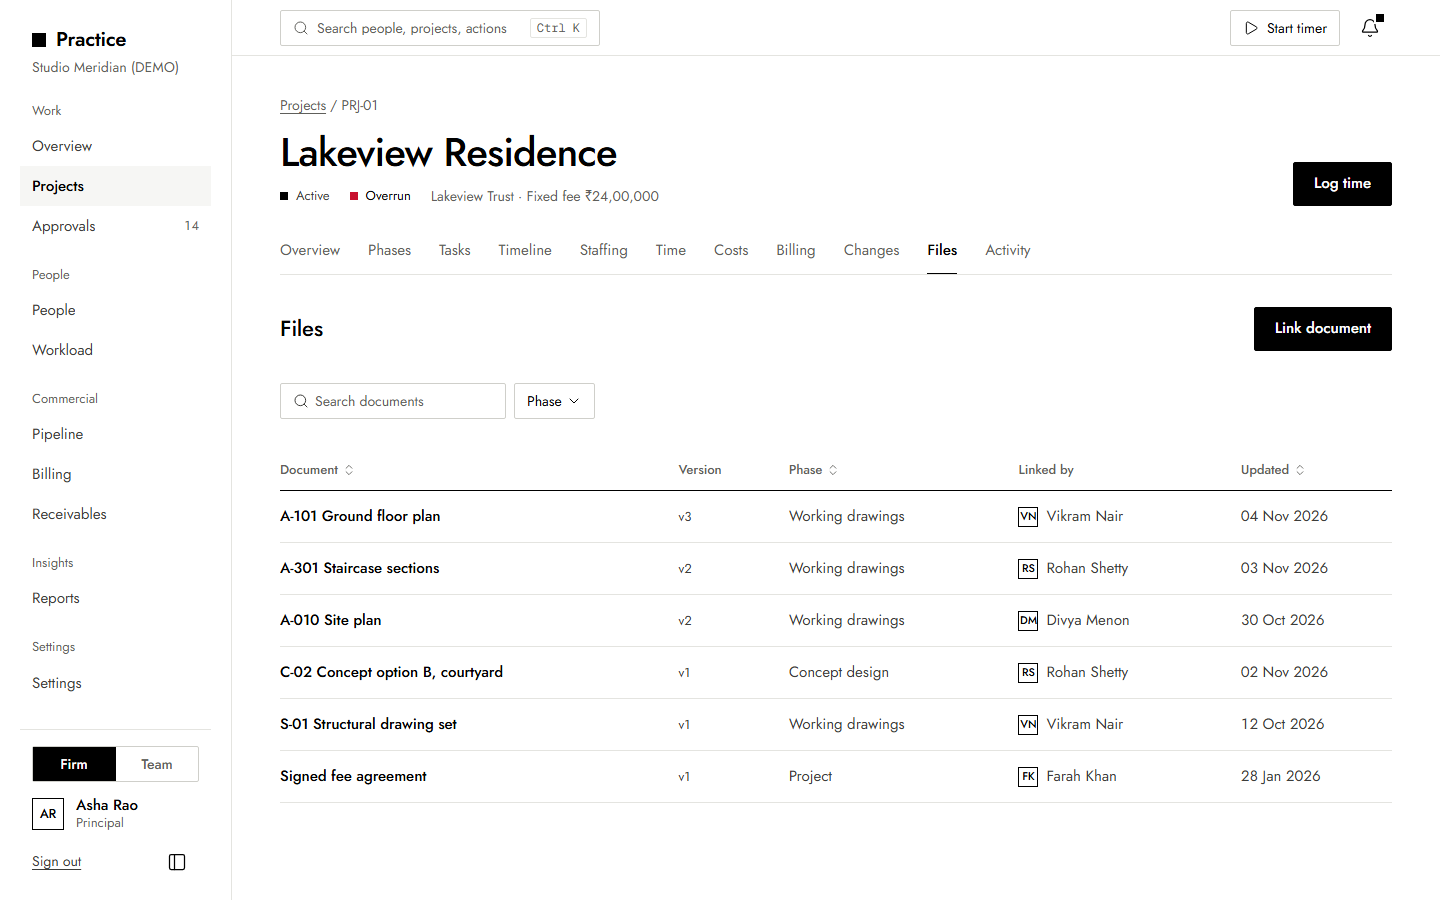 Practice
Studio Meridian (DEMO)
Work
Overview
Projects
Approvals 14
People
People
Workload
Commercial
Pipeline
Billing
Receivables
Insights
Reports
Settings
Settings
Firm Team
AR Asha Rao
Principal
Sign out
Search people, projects, actions Ctrl K
Start timer
Projects / PRJ-01
Lakeview Residence
Active Overrun Lakeview Trust · Fixed fee ₹24,00,000
Log time
Overview Phases Tasks Timeline Staffing Time Costs Billing Changes Files Activity
Files
Link document
Search documents Phase
Document Version Phase Linked by Updated
A-101 Ground floor plan v3 Working drawings VN Vikram Nair 04 Nov 2026
A-301 Staircase sections v2 Working drawings RS Rohan Shetty 03 Nov 2026
A-010 Site plan v2 Working drawings DM Divya Menon 30 Oct 2026
C-02 Concept option B, courtyard v1 Concept design RS Rohan Shetty 02 Nov 2026
S-01 Structural drawing set v1 Working drawings VN Vikram Nair 12 Oct 2026
Signed fee agreement v1 Project FK Farah Khan 28 Jan 2026